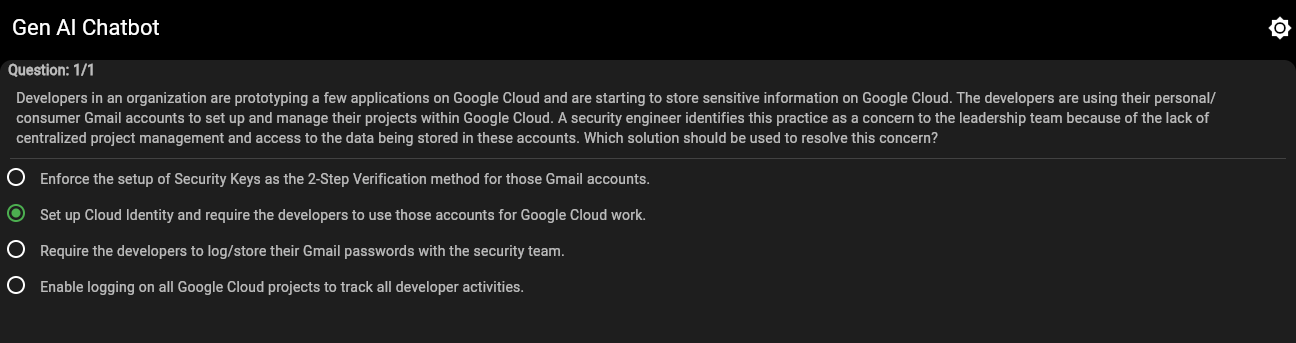 Gen AI Chatbot
Question: 1/1
Developers in an organization are prototyping a few applications on Google Cloud and are starting to store sensitive information on Google Cloud. The developers are using their personal/
consumer Gmail accounts to set up and manage their projects within Google Cloud. A security engineer identifies this practice as a concern to the leadership team because of the lack of
centralized project management and access to the data being stored in these accounts. Which solution should be used to resolve this concern?
Enforce the setup of Security Keys as the 2-Step Verification method for those Gmail accounts.
Set up Cloud Identity and require the developers to use those accounts for Google Cloud work.
Require the developers to log/store their Gmail passwords with the security team.
Enable logging on all Google Cloud projects to track all developer activities.